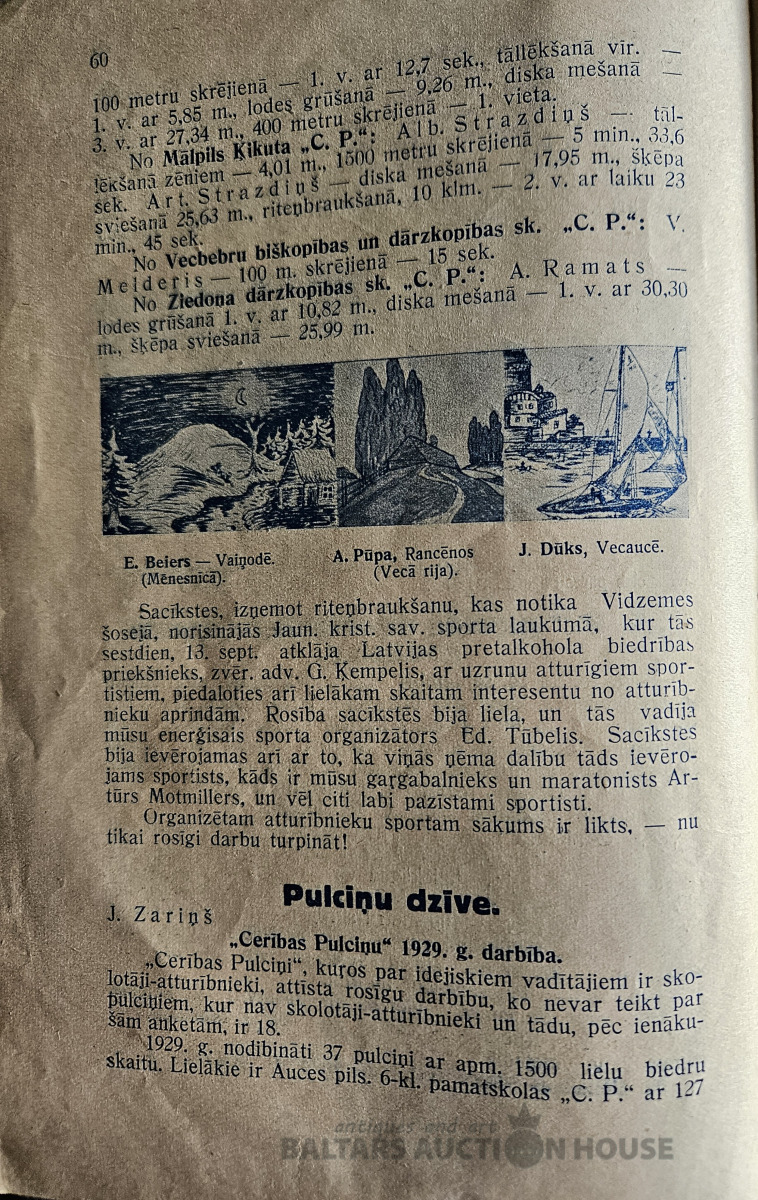 60
100 metru skrējienā — 1. v. ar 12,7 sek., tāllēkšanā vīr. —
1. v. ar 5,85 m., lodes grūšanā — 9,26 m., diska mešanā —
3. v. ar 27,34 m., 400 metru skrējienā — 1. vieta.
No Mālpils Ķikuta „C. P.“: Alb. Strazdiņš — tāl-
lēkšanā zēniem — 4,01 m., 1500 metru skrējienā — 5 min., 33,6
sek. Art. Strazdiņš — diska mešanā — 17,95 m., šķēpa
sviešanā 25,63 m., riteņbraukšanā, 10 klm. — 2. v. ar laiku 23
min., 45 sek.
No Vecbebru biškopības un dārzkopības sk. „C. P.“: V.
Melderis — 100 m. skrējienā — 15 sek.
No Ziedoņa dārzkopības sk. „C. P.“: A. Ramats —
lodes grūšanā 1. v. ar 10,82 m., diska mešanā — 1. v. ar 30,30
m., šķēpa sviešanā — 25,99 m.
E. Beiers — Vaiņodē.
(Mēnesnīcā).
A. Pūpa, Rancēnos
(Vecā rija).
J. Dūks, Vecaucē.
Sacīkstes, izņemot riteņbraukšanu, kas notika Vidzemes
šosejā, norisinājās Jaun. krist. sav. sporta laukumā, kur tās
sestdien, 13. sept. atklāja Latvijas pretalkohola biedrības
priekšnieks, zvēr. adv. G. Ķempelis, ar uzrunu atturīgiem spor-
tistiem, piedaloties arī lielākam skaitam interesentu no atturīb-
nieku aprindām. Rosība sacīkstēs bija liela, un tās vadīja
mūsu enerģisais sporta organizātors Ed. Tūbelis. Sacīkstes
bija ievērojamas arī ar to, ka viņās ņēma dalību tāds ievēro-
jams sportists, kāds ir mūsu gaŗgabalnieks un maratonists Ar-
tūrs Motmillers, un vēl citi labi pazīstami sportisti.
Organizētam atturībnieku sportam sākums ir likts, — nu
tikai rosīgi darbu turpināt!
Pulciņu dzīve.
J. Zariņš
„Cerības Pulciņu“ 1929. g. darbība.
„Cerības Pulciņi“, kuŗos par idejiskiem vadītājiem ir sko-
lotāji-atturībnieki, attīsta rosīgu darbību, ko nevar teikt par
pulciņiem, kur nav skolotāji-atturībnieki un tādu, pēc ienāku-
šām anketām, ir 18.
1929. g. nodibināti 37 pulciņi ar apm. 1500 lielu biedru
skaitu. Lielākie ir Auces pils. 6-kl. pamatskolas „C. P.“ ar 127
antiques and art
BALTARS AUCTION HOUSE